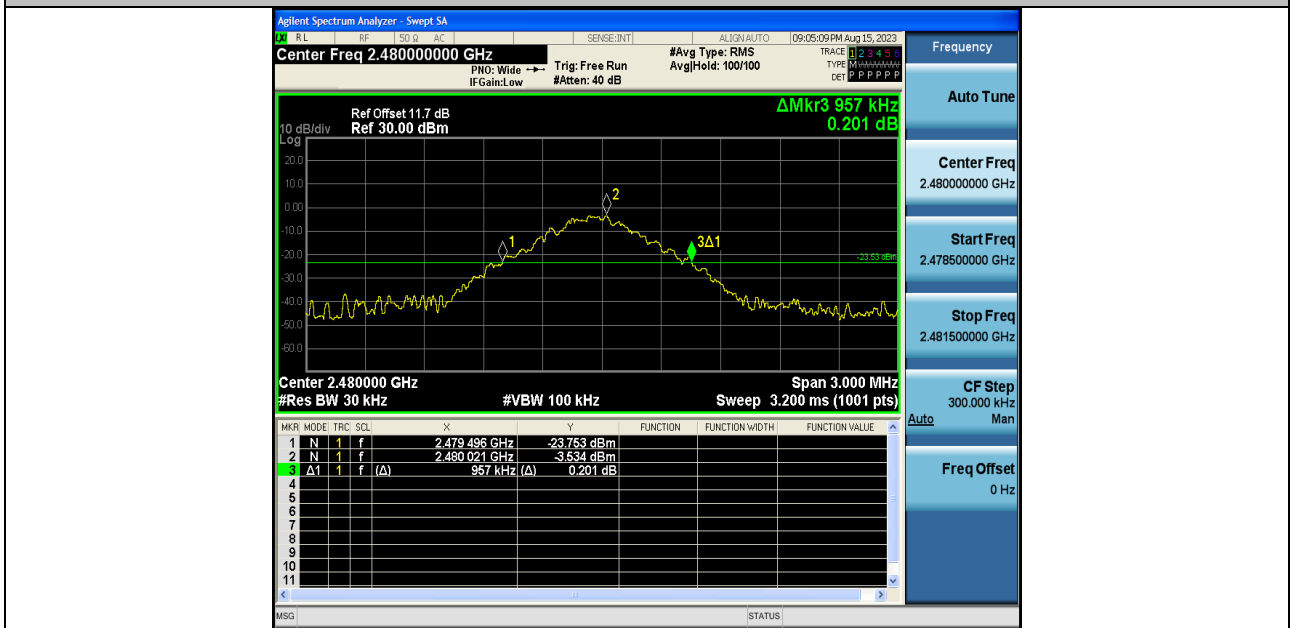 Agilent Spectrum Analyzer - Swept SA
RL RF 50 Ω AC SENSE:INT ALIGN AUTO 09:05:09 PM Aug 15, 2023
Center Freq 2.480000000 GHz
PNO: Wide
IFGain:Low
Trig: Free Run
#Atten: 40 dB
#Avg Type: RMS
Avg|Hold: 100/100
TRACE 1 2 3 4 5 6
TYPE M
DET P P P P P P
ΔMkr3 957 kHz
0.201 dB
Ref Offset 11.7 dB
10 dB/div Ref 30.00 dBm
Log
20.0
10.0
0.00
-10.0
-20.0
-30.0
-40.0
-50.0
-60.0
1
2
3Δ1
-23.53 dBm
Center 2.480000 GHz Span 3.000 MHz
#Res BW 30 kHz #VBW 100 kHz Sweep 3.200 ms (1001 pts)
MKR MODE TRC SCL X Y FUNCTION FUNCTION WIDTH FUNCTION VALUE
1 N 1 f 2.479 496 GHz -23.753 dBm
2 N 1 f 2.480 021 GHz -3.534 dBm
3 Δ1 1 f (Δ) 957 kHz (Δ) 0.201 dB
4
5
6
7
8
9
10
11
MSG STATUS
Frequency
Auto Tune
Center Freq
2.480000000 GHz
Start Freq
2.478500000 GHz
Stop Freq
2.481500000 GHz
CF Step
300.000 kHz
Auto Man
Freq Offset
0 Hz